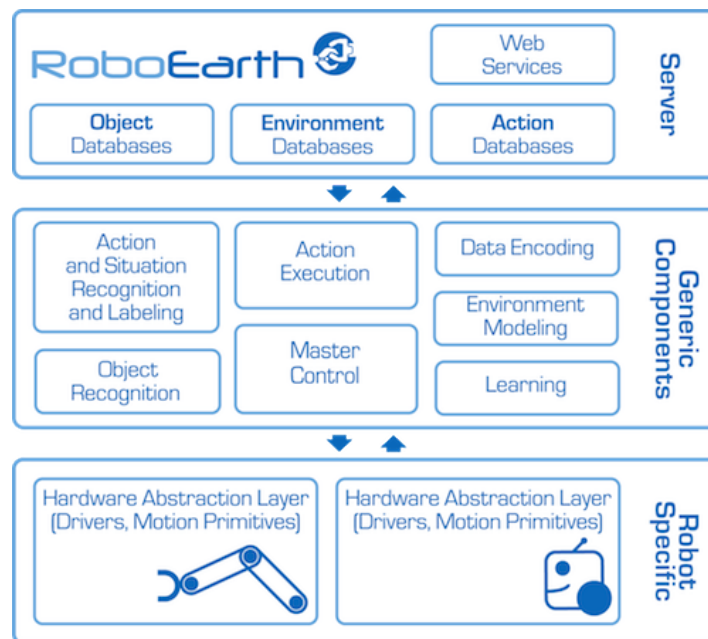 RoboEarth
Web
Services
Object
Databases
Environment
Databases
Action
Databases
Server
Action
and Situation
Recognition
and Labeling
Action
Execution
Data Encoding
Environment
Modeling
Object
Recognition
Master
Control
Learning
Generic
Components
Hardware Abstraction Layer
(Drivers, Motion Primitives)
Hardware Abstraction Layer
(Drivers, Motion Primitives)
Robot
Specific